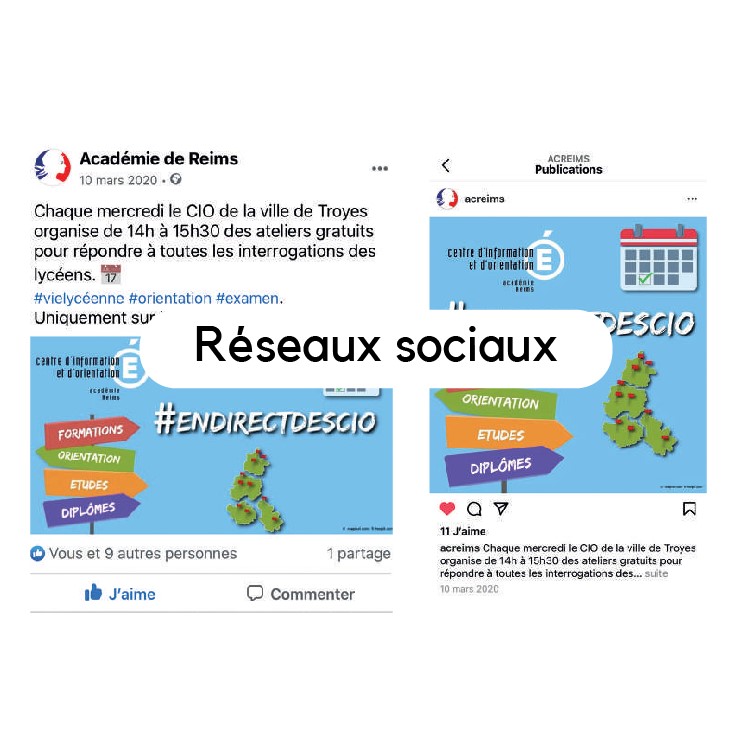 Académie de Reims
10 mars 2020
Chaque mercredi le CIO de la ville de Troyes
organise de 14h à 15h30 des ateliers gratuits
pour répondre à toutes les interrogations des
lycéens. 17
#vielycéenne #orientation #examen.
Uniquement sur
centre d'information
et d'orientation É
académie
Reims
#ENDIRECTDESCIO
FORMATIONS
ORIENTATION
ETUDES
DIPLÔMES
Vous et 9 autres personnes 1 partage
J'aime Commenter
Réseaux sociaux
ACREIMS
Publications
acreims
centre d'information
et d'orientation É
académie
Reims
DESCIO
ORIENTATION
ETUDES
DIPLÔMES
11 J'aime
acreims Chaque mercredi le CIO de la ville de Troyes
organise de 14h à 15h30 des ateliers gratuits pour
répondre à toutes les interrogations des... suite
10 mars 2020